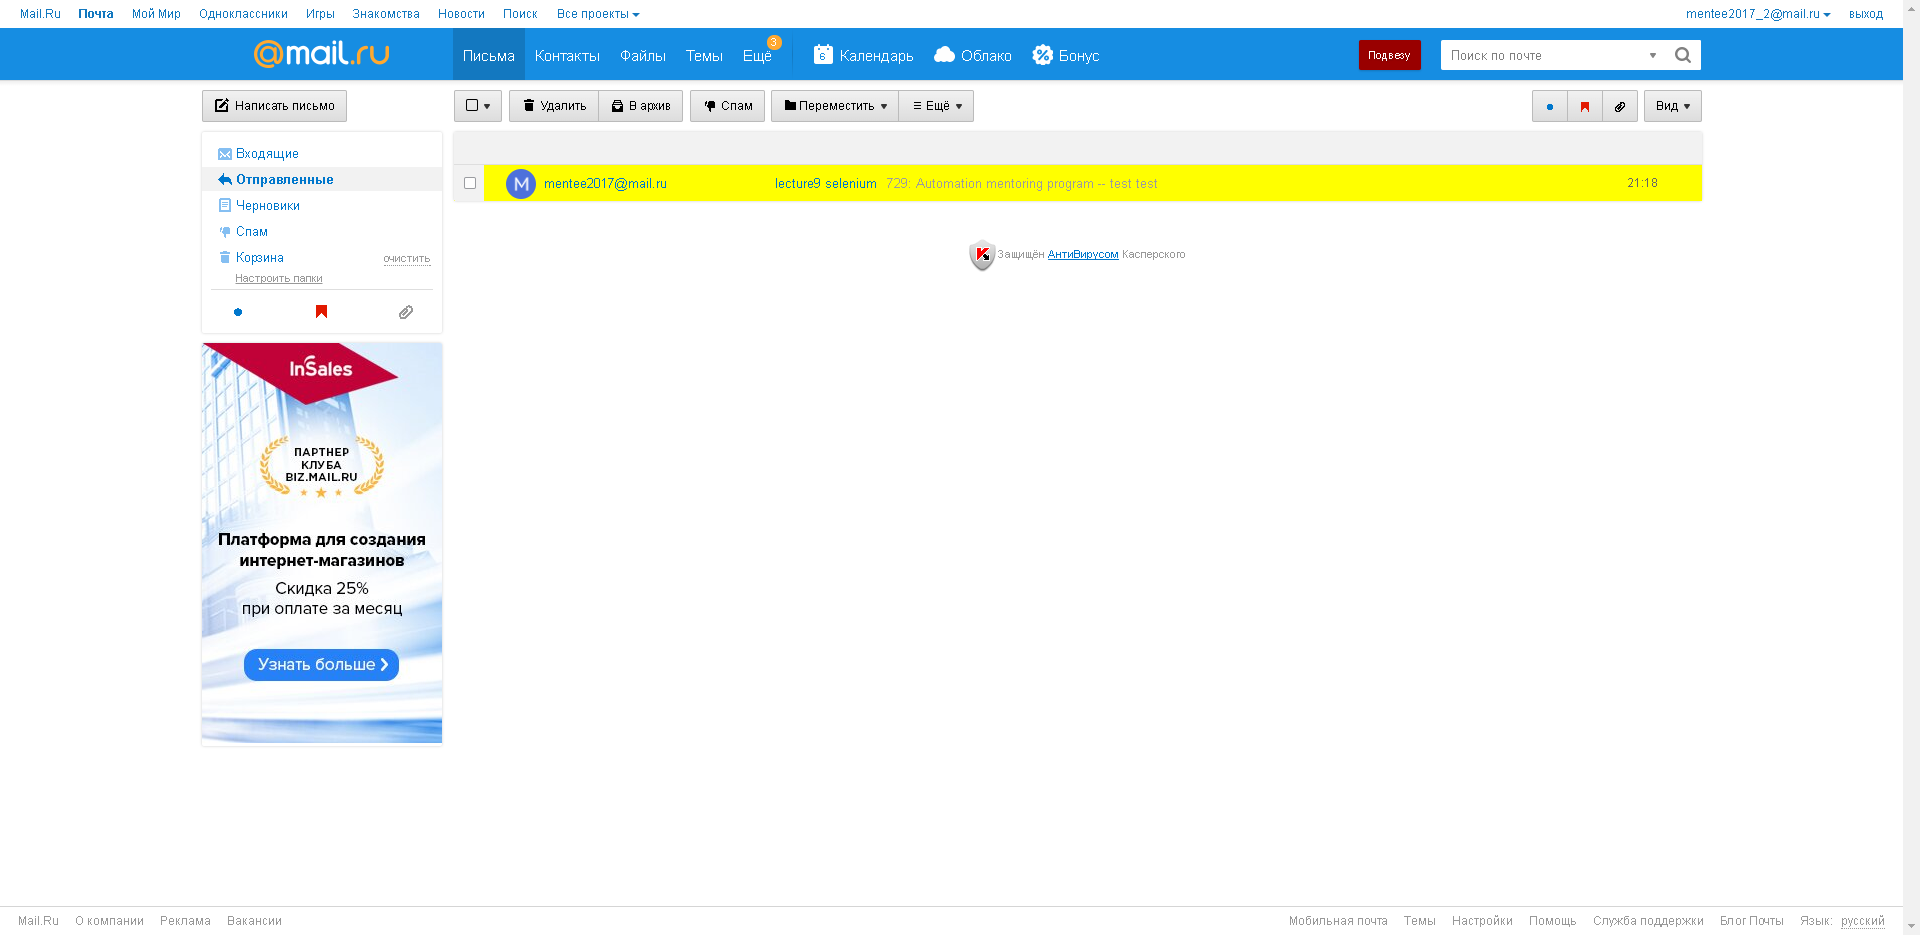 Mail.Ru Почта Мой Мир Одноклассники Игры Знакомства Новости Поиск Все проекты mentee2017_2@mail.ru выход
@mail.ru Письма Контакты Файлы Темы Ещё 3 6 Календарь Облако Бонус Подвезу Поиск по почте
Написать письмо Удалить В архив Спам Переместить Ещё Вид
Входящие
Отправленные
M mentee2017@mail.ru lecture9 selenium 729: Automation mentoring program -- test test 21:18
Черновики
Спам
Корзина очистить
Настроить папки
Защищён АнтиВирусом Касперского
InSales
ПАРТНЕР
КЛУБА
BIZ.MAIL.RU
Платформа для создания
интернет-магазинов
Скидка 25%
при оплате за месяц
Узнать больше
Mail.Ru О компании Реклама Вакансии Мобильная почта Темы Настройки Помощь Служба поддержки Блог Почты Язык: русский